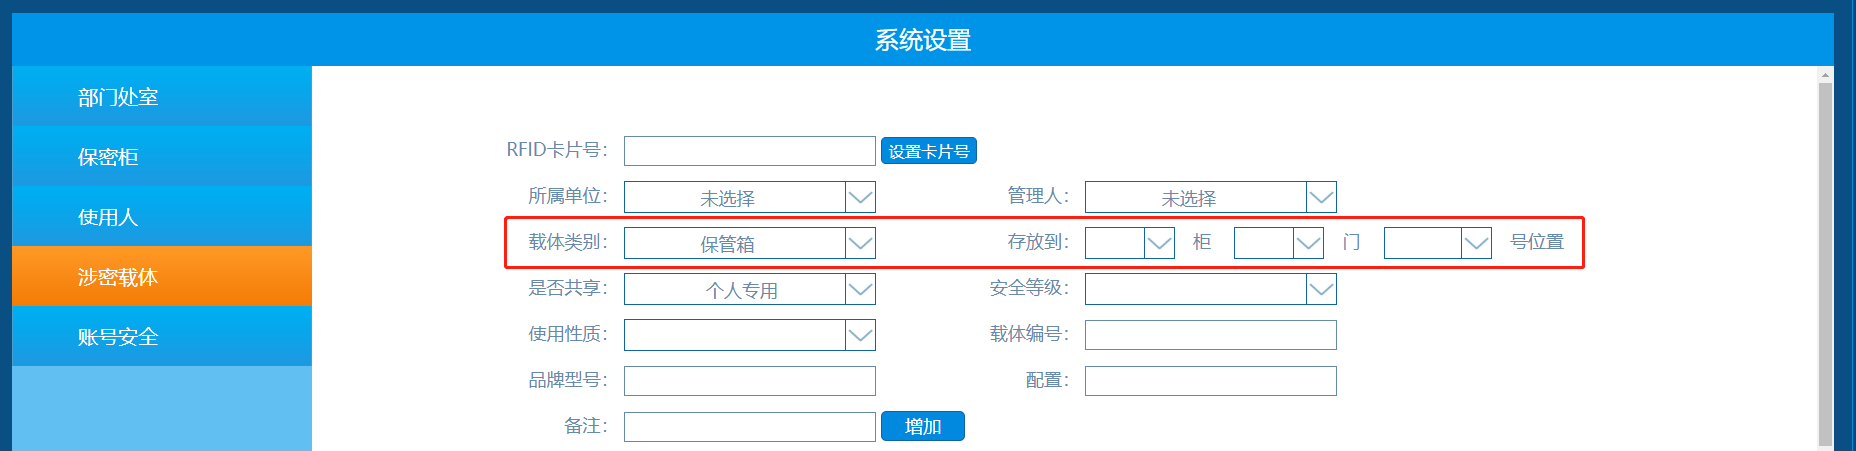 系统设置
部门处室
保密柜
使用人
涉密载体
账号安全
RFID卡片号： 设置卡片号
所属单位： 未选择 管理人： 未选择
载体类别： 保管箱 存放到： 柜 门 号位置
是否共享： 个人专用 安全等级：
使用性质： 载体编号：
品牌型号： 配置：
备注： 增加